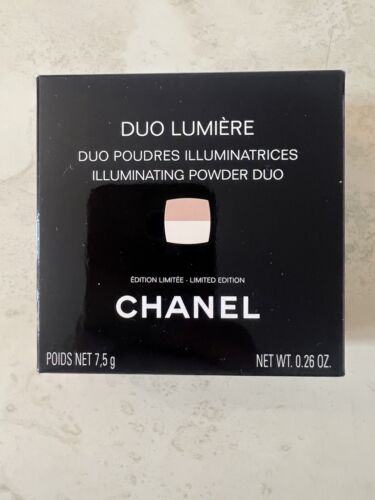 DUO LUMIÈRE
DUO POUDRES ILLUMINATRICES
ILLUMINATING POWDER DUO
ÉDITION LIMITÉE - LIMITED EDITION
CHANEL
POIDS NET 7,5 g NET WT. 0.26 OZ.